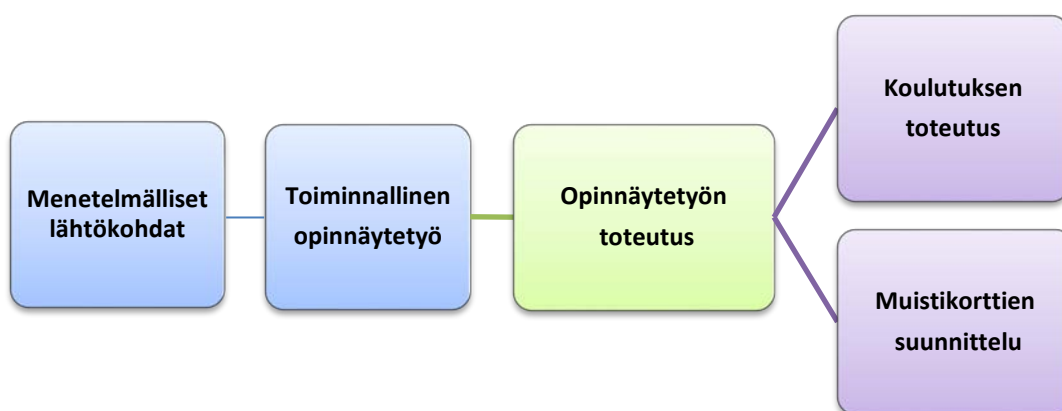 Menetelmälliset
lähtökohdat
Toiminnallinen
opinnäytetyö
Opinnäytetyön
toteutus
Koulutuksen
toteutus
Muistikorttien
suunnittelu